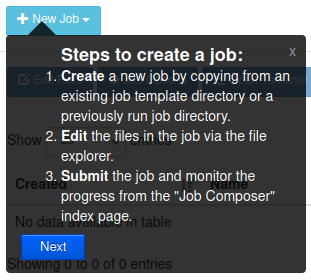 + New Job
Steps to create a job:
x
1. Create a new job by copying from an
existing job template directory or a
previously run job directory.
2. Edit the files in the job via the file
explorer.
3. Submit the job and monitor the
progress from the "Job Composer"
index page.
Show entries
Created
Name
No data available in table
Next
Showing 0 to 0 of 0 entries